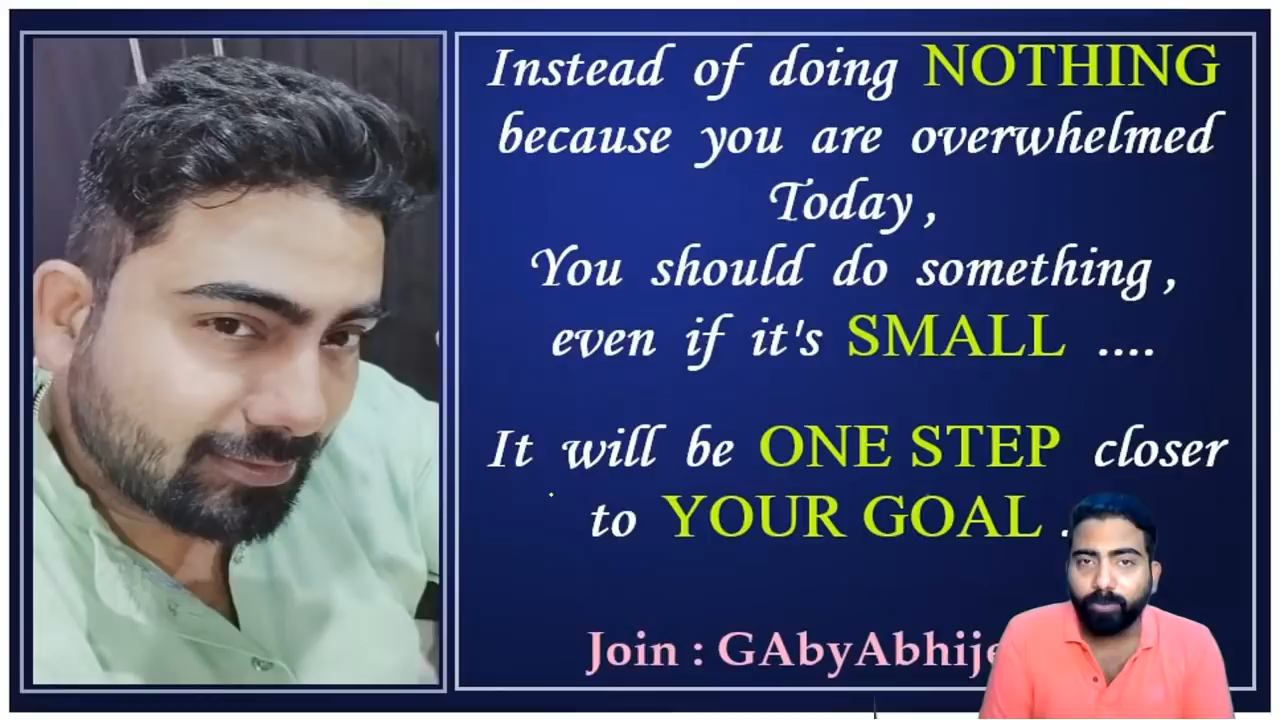 Instead of doing NOTHING
because you are overwhelmed
Today ,
You should do something ,
even if it's SMALL ....
It will be ONE STEP closer
to YOUR GOAL .
Join :